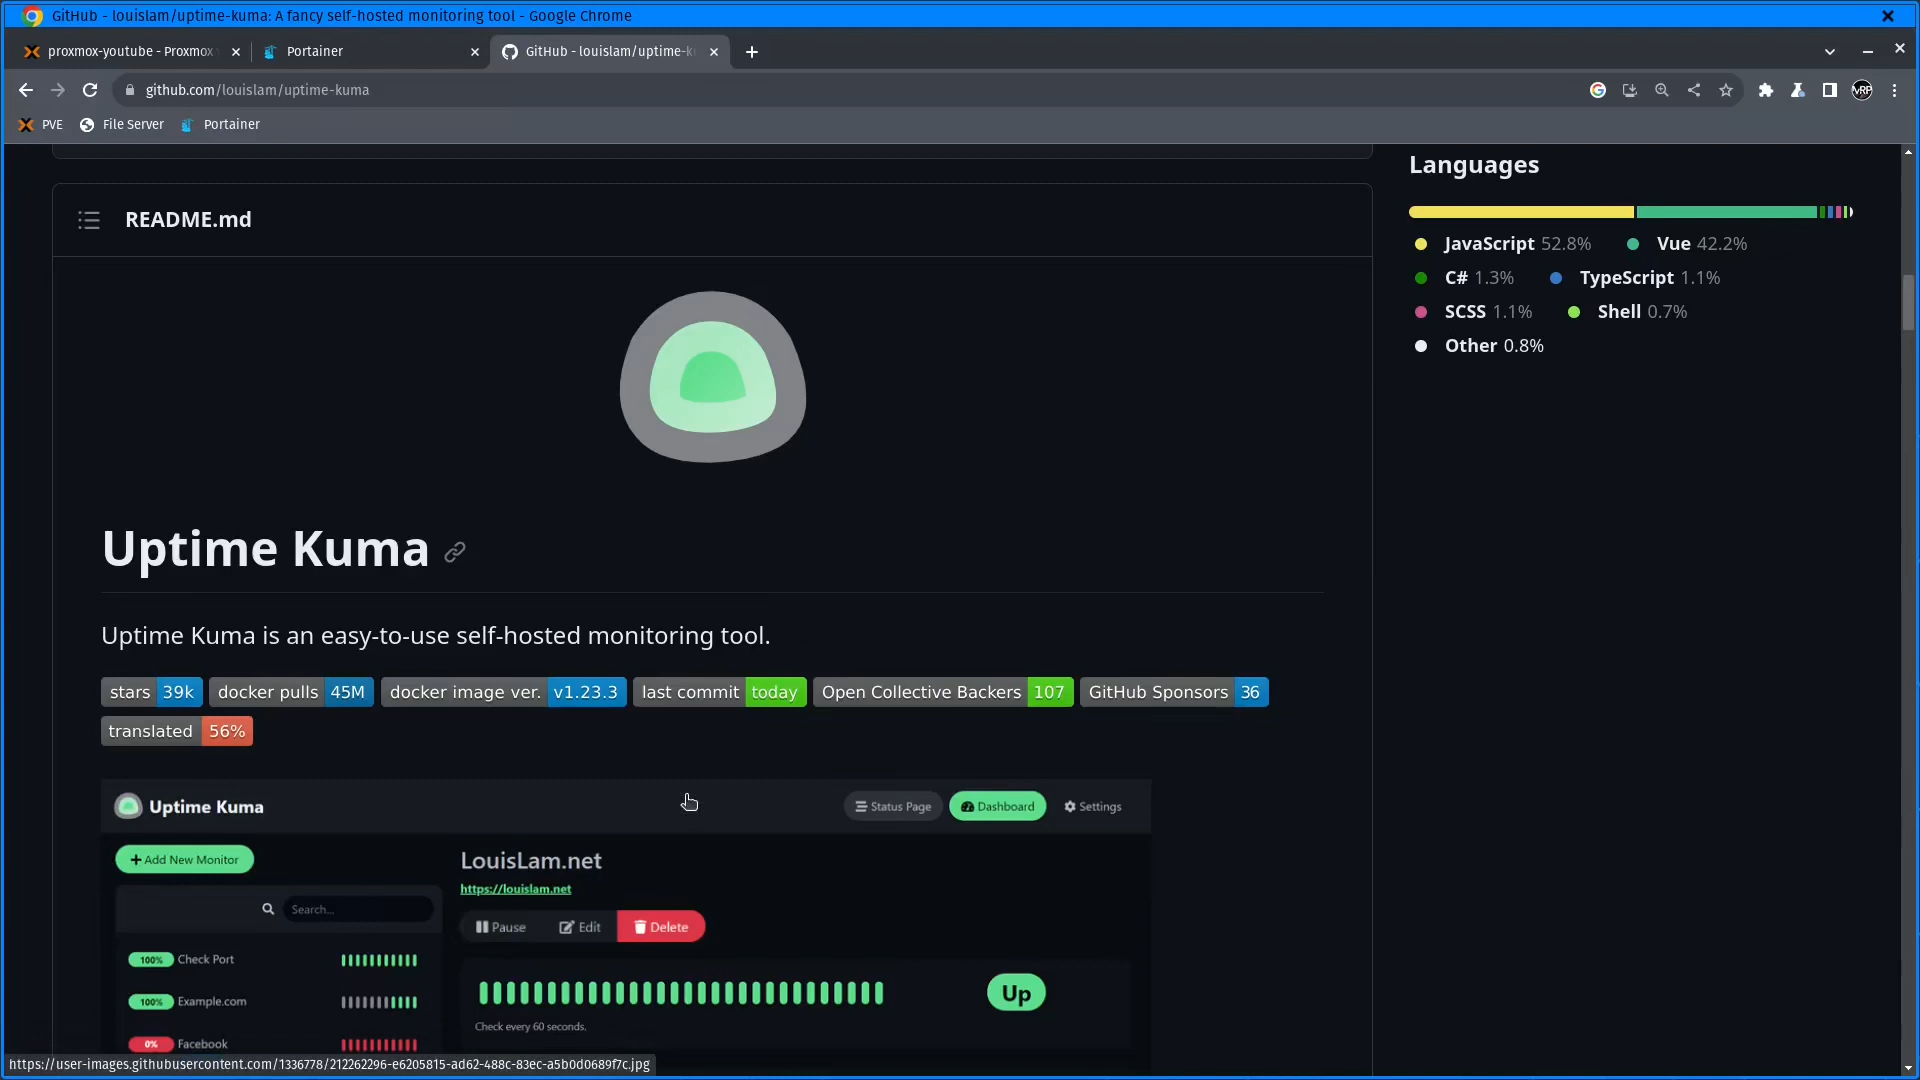 GitHub - louislam/uptime-kuma: A fancy self-hosted monitoring tool - Google Chrome
proxmox-youtube - Proxmox
Portainer
GitHub - louislam/uptime-k
github.com/louislam/uptime-kuma
VRP
PVE
File Server
Portainer
README.md
Uptime Kuma
Uptime Kuma is an easy-to-use self-hosted monitoring tool.
stars 39k docker pulls 45M docker image ver. v1.23.3 last commit today Open Collective Backers 107 GitHub Sponsors 36
translated 56%
Uptime Kuma
Status Page
Dashboard
Settings
+ Add New Monitor
Search...
100% Check Port
100% Example.com
0% Facebook
LouisLam.net
https://louislam.net
Pause
Edit
Delete
Up
Check every 60 seconds.
Languages
JavaScript 52.8% Vue 42.2%
C# 1.3% TypeScript 1.1%
SCSS 1.1% Shell 0.7%
Other 0.8%
https://user-images.githubusercontent.com/1336778/212262296-e6205815-ad62-488c-83ec-a5b0d0689f7c.jpg